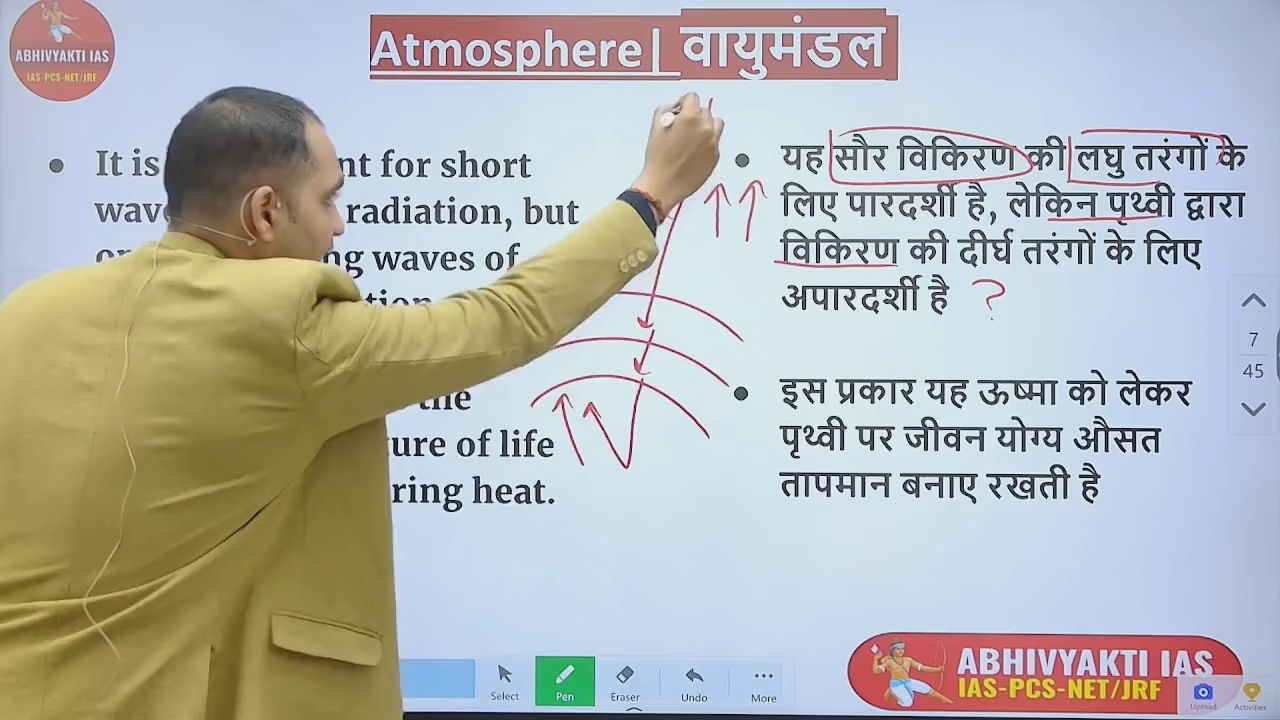 ABHIVYAKTI IAS
IAS-PCS-NET/JRF
Atmosphere| वायुमंडल
It is nt for short
wav radiation, but
ng waves of
tion
the
ture of life
ring heat.
यह सौर विकिरण की लघु तरंगों के
लिए पारदर्शी है, लेकिन पृथ्वी द्वारा
विकिरण की दीर्घ तरंगों के लिए
अपारदर्शी है ?
इस प्रकार यह ऊष्मा को लेकर
पृथ्वी पर जीवन योग्य औसत
तापमान बनाए रखती है
7
45
Select
Pen
Eraser
Undo
More
ABHIVYAKTI IAS
IAS-PCS-NET/JRF
Upload
Activities